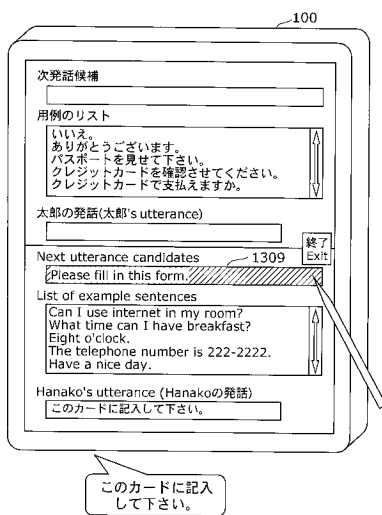 100
次発話候補
用例のリスト
いいえ。
ありがとうございます。
パスポートを見せて下さい。
クレジットカードを確認させてください。
クレジットカードで支払えますか。
太郎の発話(太郎's utterance)
終了
Exit
Next utterance candidates
1309
Please fill in this form.
List of example sentences
Can I use internet in my room?
What time can I have breakfast?
Eight o'clock.
The telephone number is 222-2222.
Have a nice day.
Hanako's utterance (Hanakoの発話)
このカードに記入して下さい。
このカードに記入
して下さい。